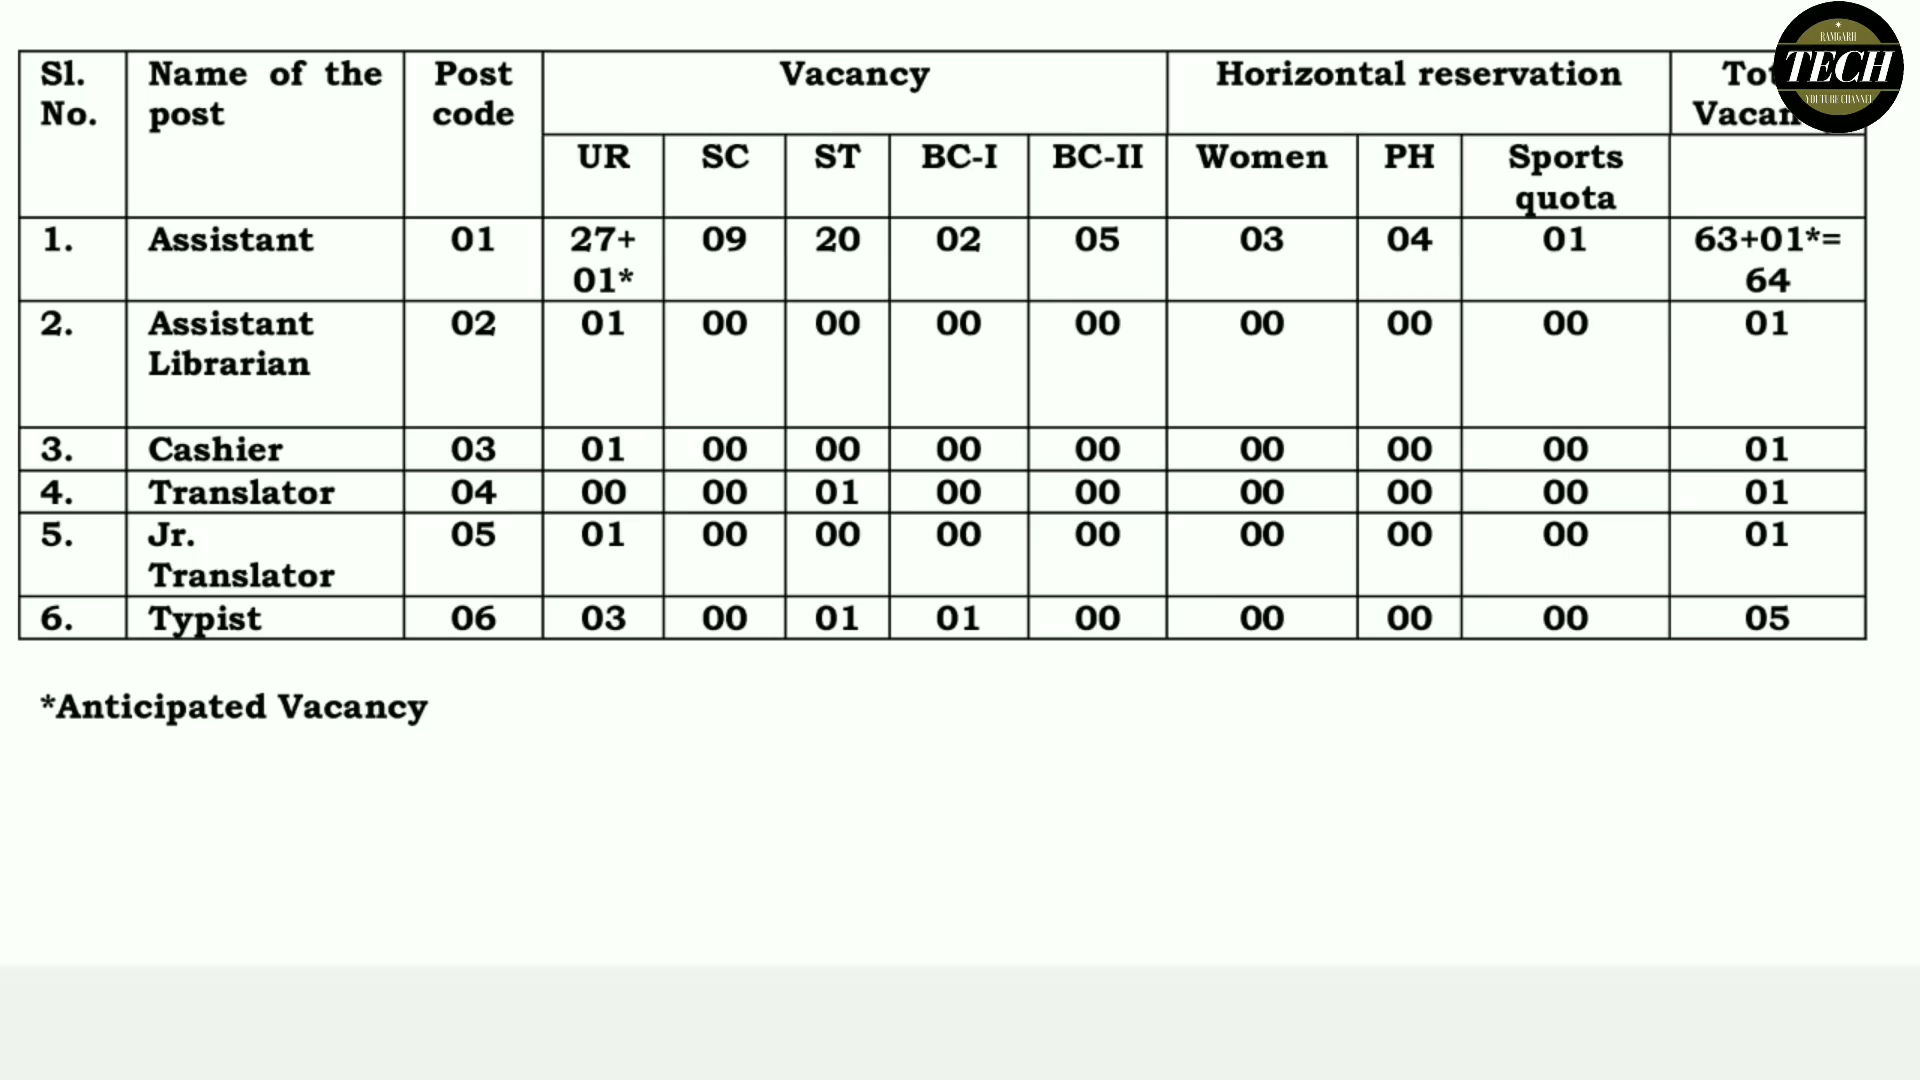 Sl. No. Name of the post Post code Vacancy Horizontal reservation
UR SC ST BC-I BC-II Women PH Sports quota
1. Assistant 01 27+ 01* 09 20 02 05 03 04 01 63+01*= 64
2. Assistant Librarian 02 01 00 00 00 00 00 00 00 01
3. Cashier 03 01 00 00 00 00 00 00 00 01
4. Translator 04 00 00 01 00 00 00 00 00 01
5. Jr. Translator 05 01 00 00 00 00 00 00 00 01
6. Typist 06 03 00 01 01 00 00 00 00 05
*Anticipated Vacancy
RAMGARH
TECH
YOUTUBE CHANNEL